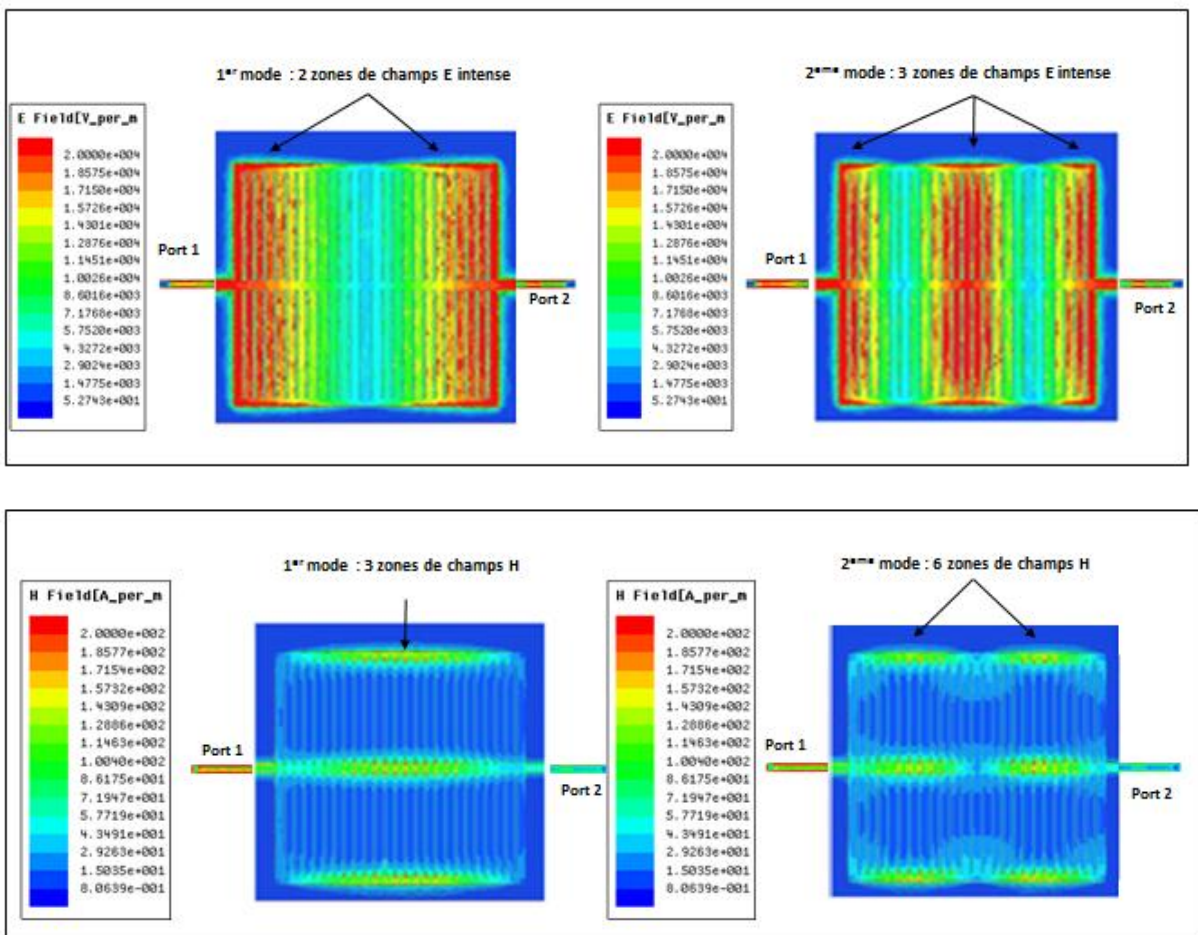 1er mode : 2 zones de champs E intense
2eme mode : 3 zones de champs E intense
E Field[V_per_m
2.0000e+004
1.8575e+004
1.7150e+004
1.5726e+004
1.4301e+004
1.2876e+004
1.1451e+004
1.0026e+004
8.6016e+003
7.1768e+003
5.7520e+003
4.3272e+003
2.9024e+003
1.4775e+003
5.2743e+001
Port 1
Port 2
E Field[V_per_m
2.0000e+004
1.8575e+004
1.7150e+004
1.5726e+004
1.4301e+004
1.2876e+004
1.1451e+004
1.0026e+004
8.6016e+003
7.1768e+003
5.7520e+003
4.3272e+003
2.9024e+003
1.4775e+003
5.2743e+001
Port 1
Port 2
1er mode : 3 zones de champs H
2eme mode : 6 zones de champs H
H Field[A_per_m
2.0000e+002
1.8577e+002
1.7154e+002
1.5732e+002
1.4309e+002
1.2886e+002
1.1463e+002
1.0040e+002
8.6175e+001
7.1947e+001
5.7719e+001
4.3491e+001
2.9263e+001
1.5035e+001
8.0639e-001
Port 1
Port 2
H Field[A_per_m
2.0000e+002
1.8577e+002
1.7154e+002
1.5732e+002
1.4309e+002
1.2886e+002
1.1463e+002
1.0040e+002
8.6175e+001
7.1947e+001
5.7719e+001
4.3491e+001
2.9263e+001
1.5035e+001
8.0639e-001
Port 1
Port 2